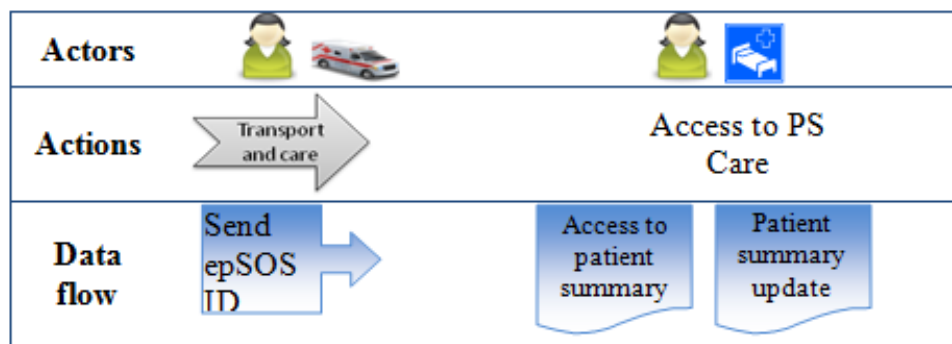 Actors
Actions
Transport
and care
Access to PS
Care
Data
flow
Send
epSOS
ID
Access to
patient
summary
Patient
summary
update